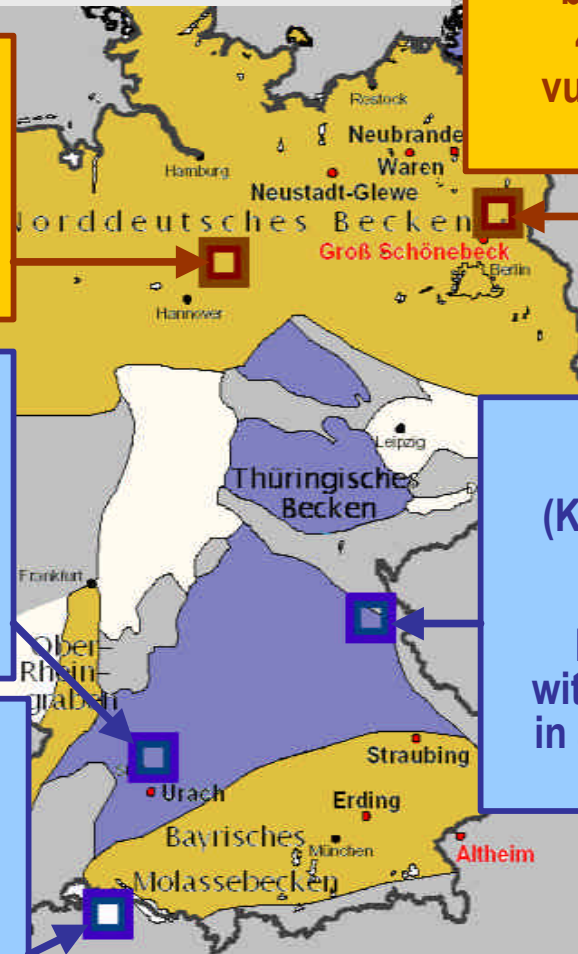 vu
Rostock
Neubrande
Hamburg
Waren
Neustadt-Glewe
Norddeutsches Becken
Groß Schönebeck
Berlin
Hannover
Leipzig
Thüringisches
Becken
(K
Frankfurt
Ober-
Rhein-
graben
wit
in
Straubing
Urach
Erding
Bayrisches
München
Altheim
Molassebecken